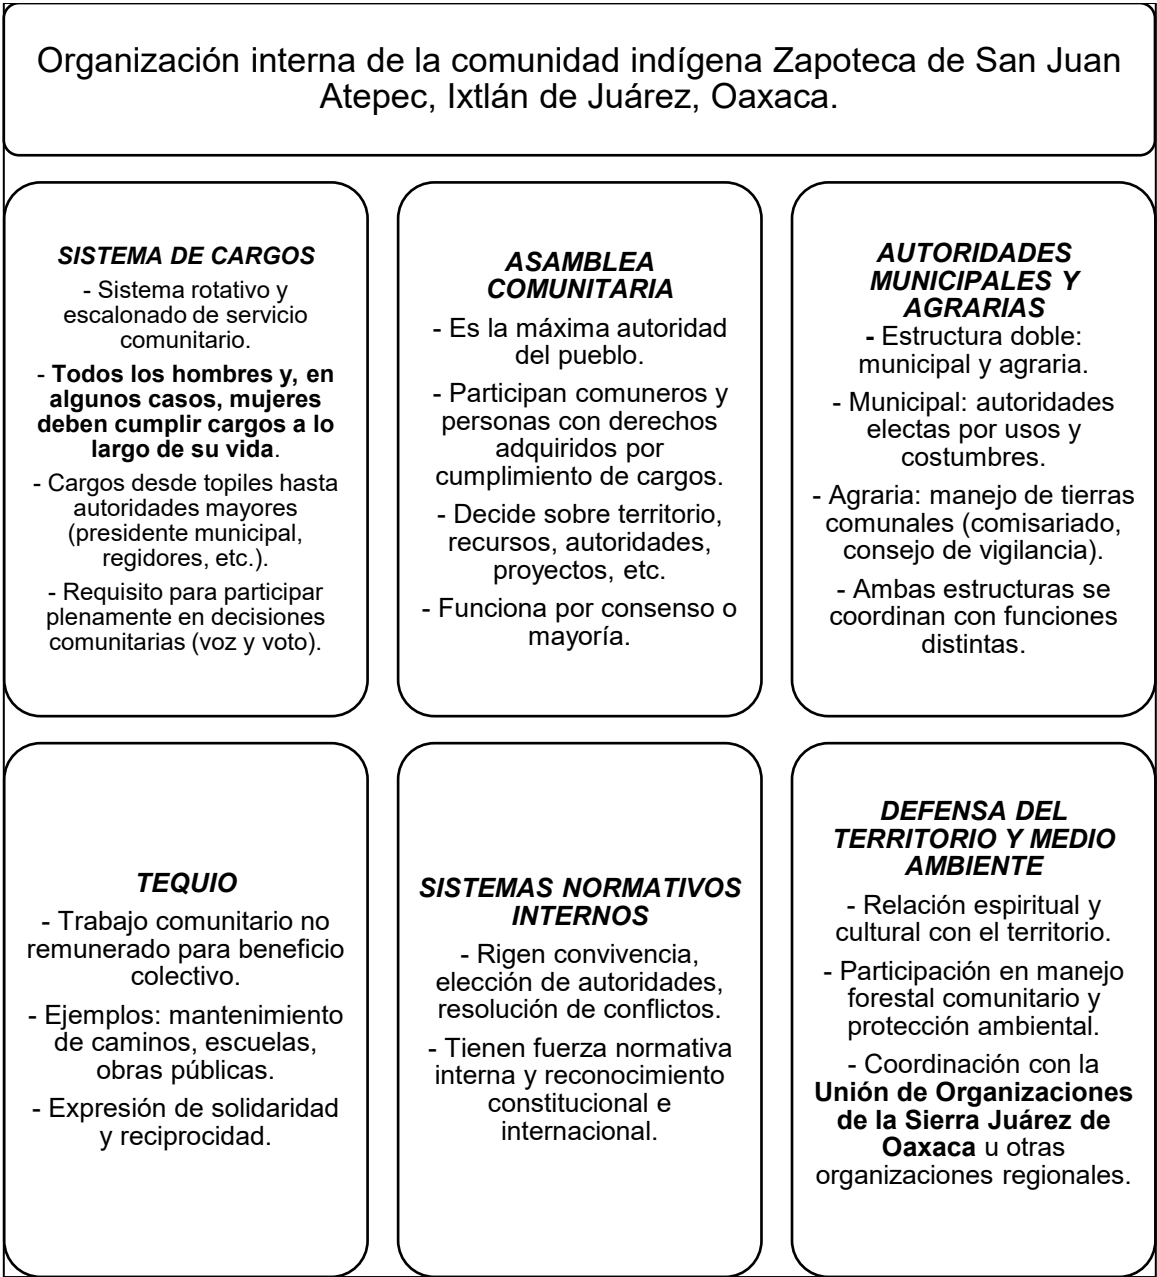 Organización interna de la comunidad indígena Zapoteca de San Juan
Atepec, Ixtlán de Juárez, Oaxaca.
SISTEMA DE CARGOS
- Sistema rotativo y
escalonado de servicio
comunitario.
- Todos los hombres y, en
algunos casos, mujeres
deben cumplir cargos a lo
largo de su vida.
- Cargos desde topiles hasta
autoridades mayores
(presidente municipal,
regidores, etc.).
- Requisito para participar
plenamente en decisiones
comunitarias (voz y voto).
ASAMBLEA
COMUNITARIA
- Es la máxima autoridad
del pueblo.
- Participan comuneros y
personas con derechos
adquiridos por
cumplimiento de cargos.
- Decide sobre territorio,
recursos, autoridades,
proyectos, etc.
- Funciona por consenso o
mayoría.
AUTORIDADES
MUNICIPALES Y
AGRARIAS
- Estructura doble:
municipal y agraria.
- Municipal: autoridades
electas por usos y
costumbres.
- Agraria: manejo de tierras
comunales (comisariado,
consejo de vigilancia).
- Ambas estructuras se
coordinan con funciones
distintas.
TEQUIO
- Trabajo comunitario no
remunerado para beneficio
colectivo.
- Ejemplos: mantenimiento
de caminos, escuelas,
obras públicas.
- Expresión de solidaridad
y reciprocidad.
SISTEMAS NORMATIVOS
INTERNOS
- Rigen convivencia,
elección de autoridades,
resolución de conflictos.
- Tienen fuerza normativa
interna y reconocimiento
constitucional e
internacional.
DEFENSA DEL
TERRITORIO Y MEDIO
AMBIENTE
- Relación espiritual y
cultural con el territorio.
- Participación en manejo
forestal comunitario y
protección ambiental.
- Coordinación con la
Unión de Organizaciones
de la Sierra Juárez de
Oaxaca u otras
organizaciones regionales.